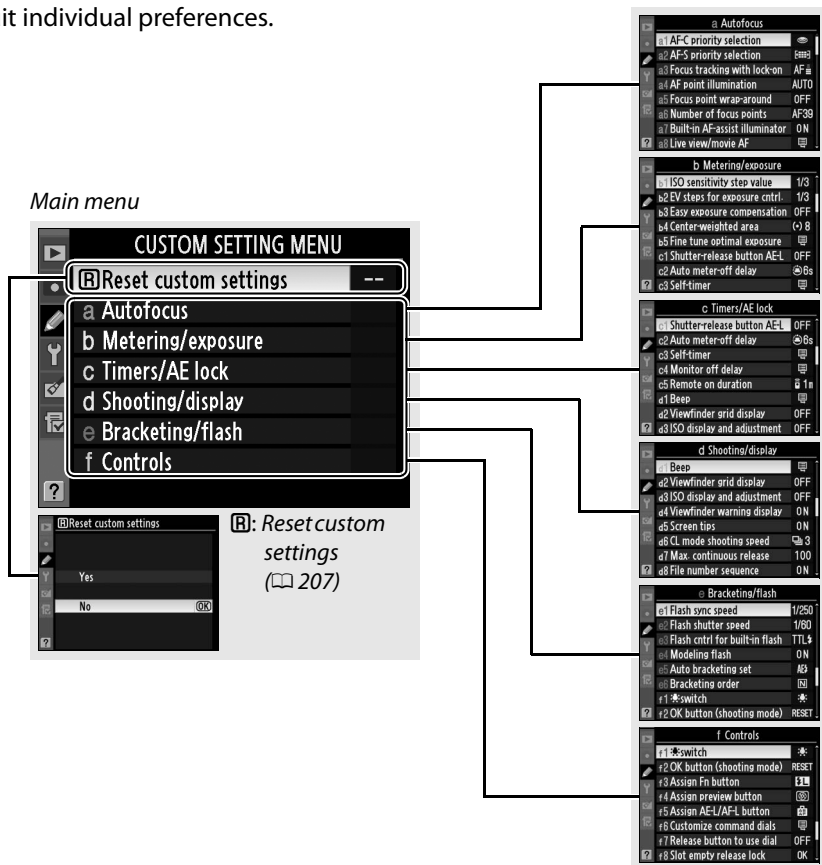 it individual preferences.
Main menu
CUSTOM SETTING MENU
R Reset custom settings --
a Autofocus
b Metering/exposure
c Timers/AE lock
d Shooting/display
e Bracketing/flash
f Controls
?
R Reset custom settings
Yes
No OK
?
R: Reset custom
settings
(207)
a Autofocus
a1 AF-C priority selection
a2 AF-S priority selection
a3 Focus tracking with lock-on AF
a4 AF point illumination AUTO
a5 Focus point wrap-around OFF
a6 Number of focus points AF39
a7 Built-in AF-assist illuminator ON
? a8 Live view/movie AF
b Metering/exposure
b1 ISO sensitivity step value 1/3
b2 EV steps for exposure cntrl. 1/3
b3 Easy exposure compensation OFF
b4 Center-weighted area (•) 8
b5 Fine tune optimal exposure
c1 Shutter-release button AE-L OFF
c2 Auto meter-off delay 6s
? c3 Self-timer
c Timers/AE lock
c1 Shutter-release button AE-L OFF
c2 Auto meter-off delay 6s
c3 Self-timer
c4 Monitor off delay
c5 Remote on duration 1m
d1 Beep
d2 Viewfinder grid display OFF
? d3 ISO display and adjustment OFF
d Shooting/display
d1 Beep
d2 Viewfinder grid display OFF
d3 ISO display and adjustment OFF
d4 Viewfinder warning display ON
d5 Screen tips ON
d6 CL mode shooting speed 3
d7 Max. continuous release 100
? d8 File number sequence ON
e Bracketing/flash
e1 Flash sync speed 1/250
e2 Flash shutter speed 1/60
e3 Flash cntrl for built-in flash TTL
e4 Modeling flash ON
e5 Auto bracketing set AE
e6 Bracketing order N
f1 switch
? f2 OK button (shooting mode) RESET
f Controls
f1 switch
f2 OK button (shooting mode) RESET
f3 Assign Fn button L
f4 Assign preview button
f5 Assign AE-L/AF-L button
f6 Customize command dials
f7 Release button to use dial OFF
? f8 Slot empty release lock OK